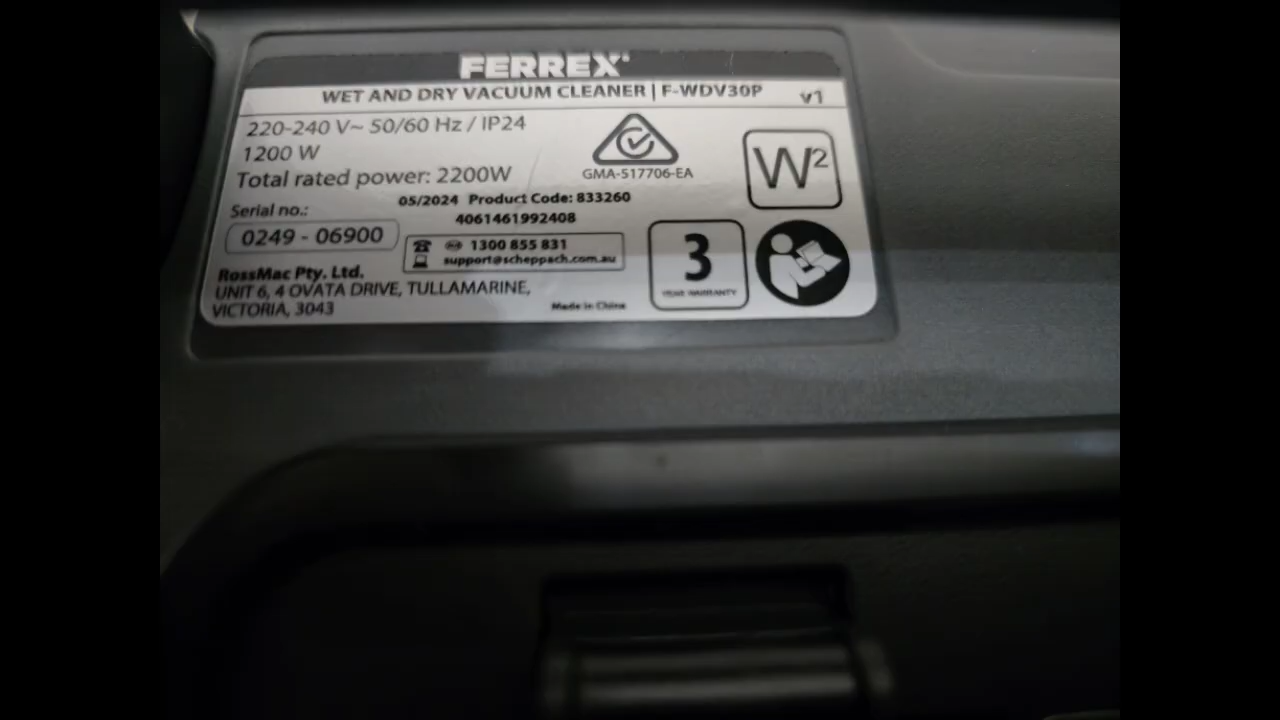 FERREX®
WET AND DRY VACUUM CLEANER | F-WDV30P v1
220-240 V~ 50/60 Hz / IP24
1200 W
Total rated power: 2200W
GMA-517706-EA
W²
05/2024 Product Code: 833260
4061461992408
Serial no.:
0249 - 06900
1300 855 831
support@scheppach.com.au
3
YEAR WARRANTY
RossMac Pty. Ltd.
UNIT 6, 4 OVATA DRIVE, TULLAMARINE,
VICTORIA, 3043
Made in China